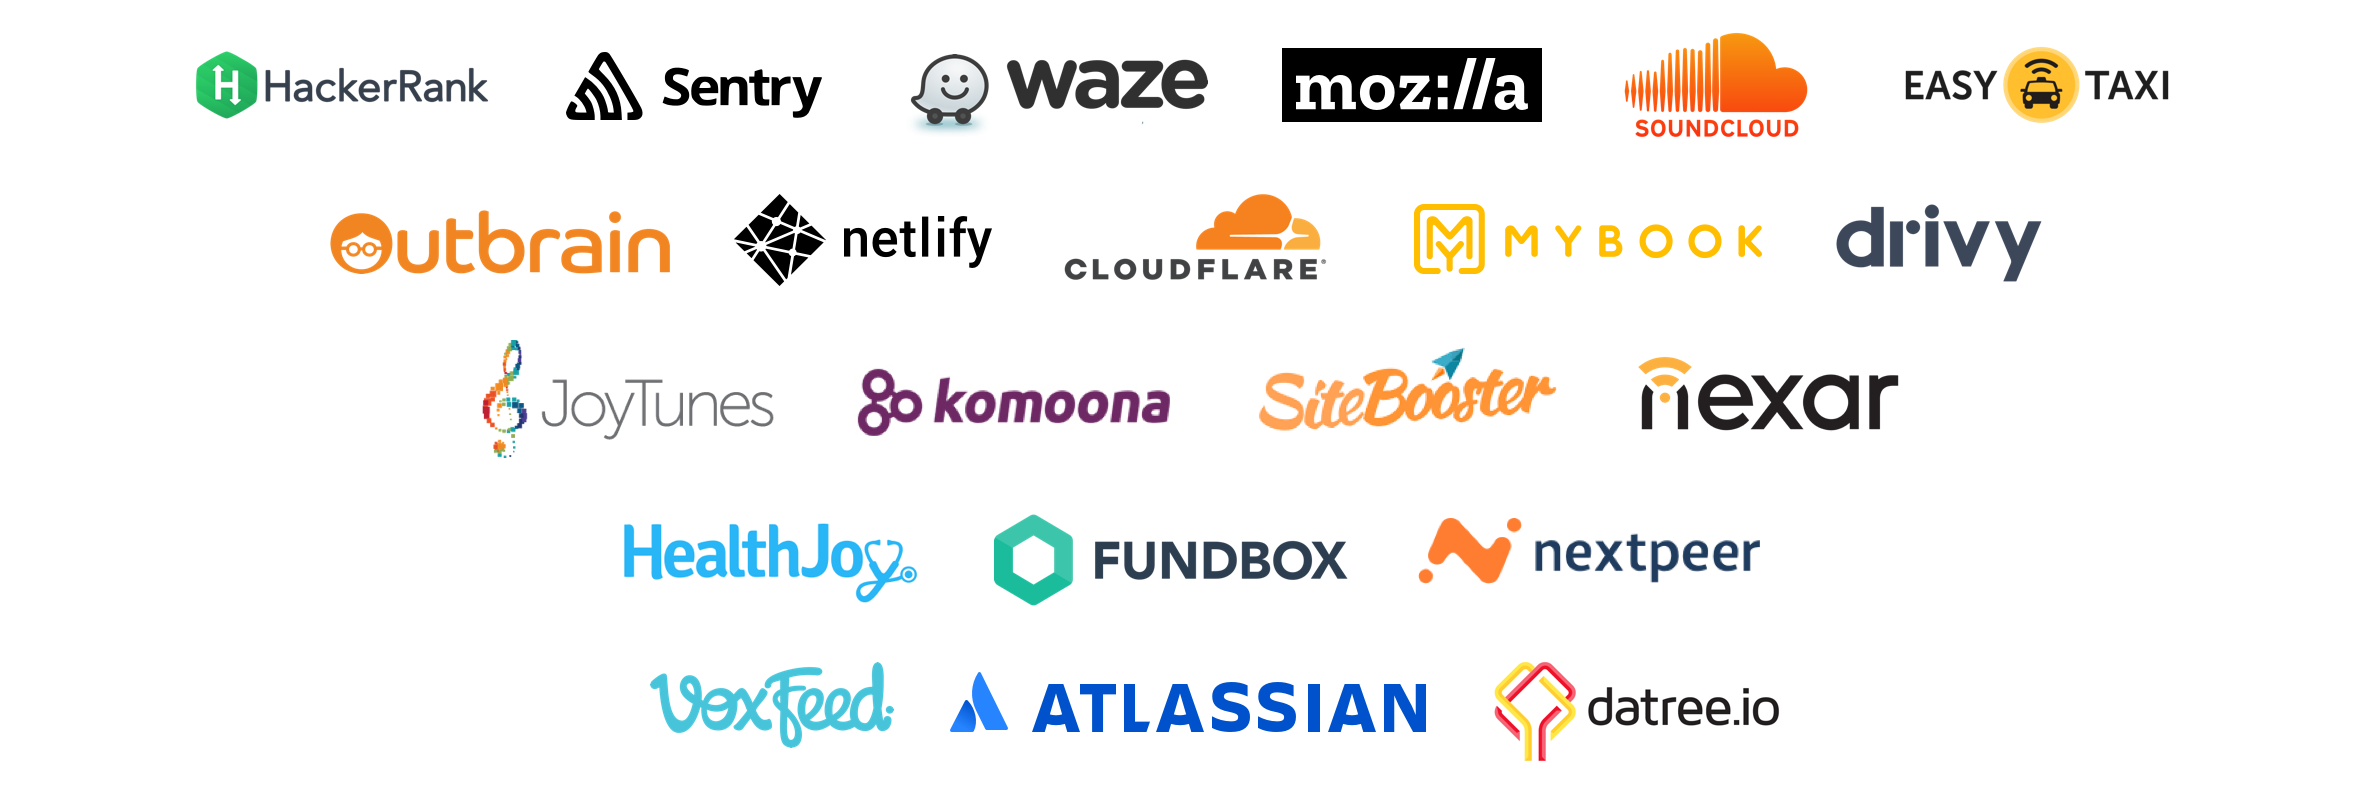 H HackerRank Sentry waze moz://a SOUNDCLOUD EASY TAXI
Outbrain netlify CLOUDFLARE® MYBOOK drivy
JoyTunes komoona SiteBooster nexar
HealthJoy FUNDBOX nextpeer
VoxFeed ATLASSIAN datree.io